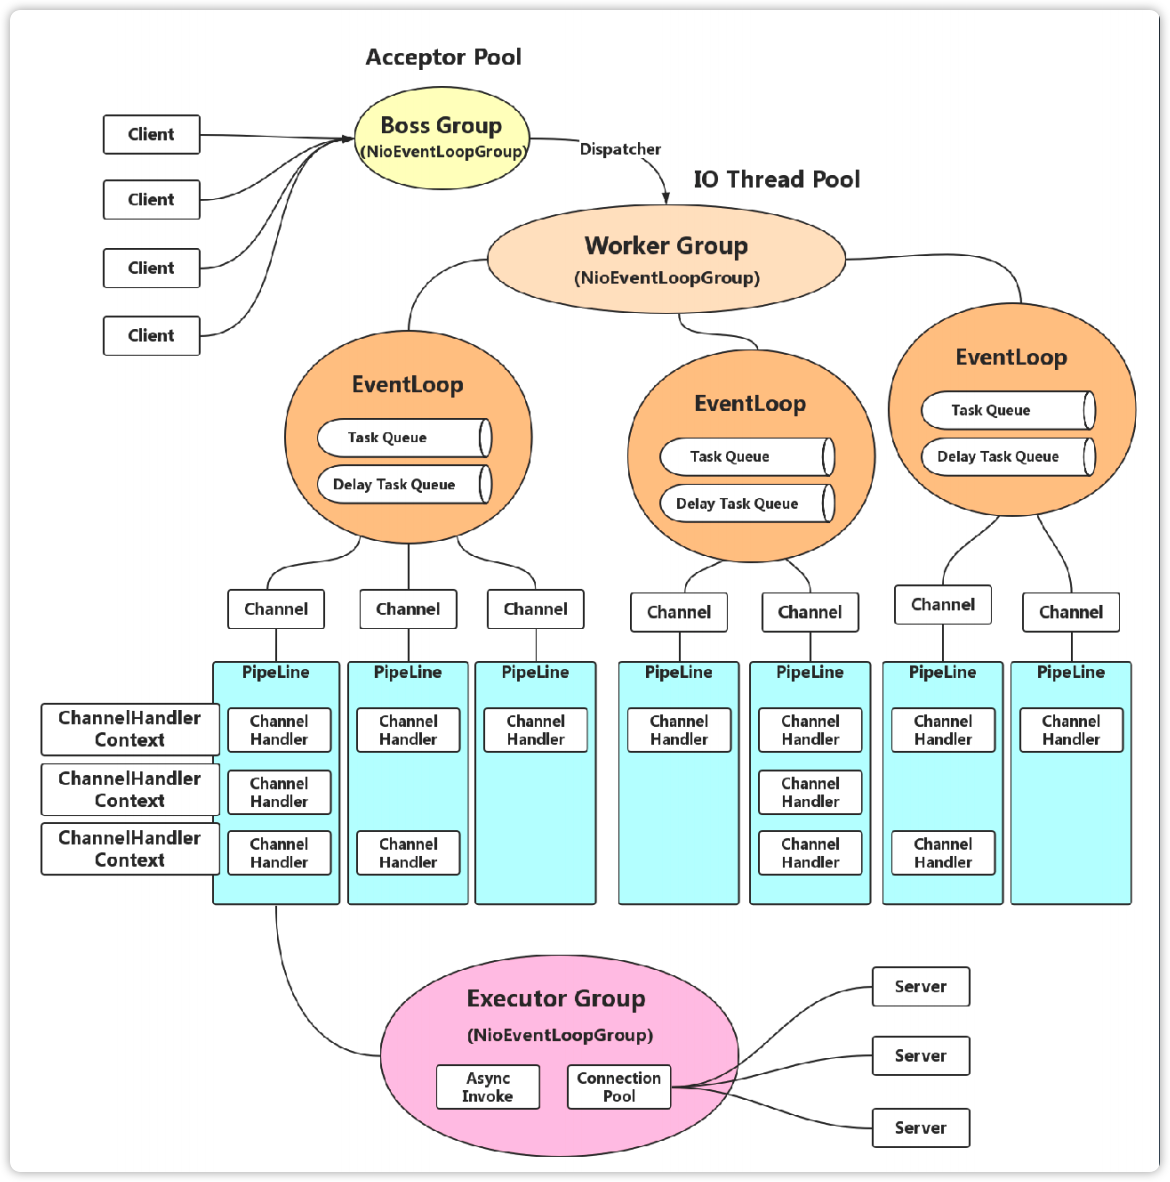 Acceptor Pool
Client
Boss Group
(NioEventLoopGroup)
Dispatcher
Client
IO Thread Pool
Client
Worker Group
(NioEventLoopGroup)
Client
EventLoop
Task Queue
Delay Task Queue
EventLoop
Task Queue
Delay Task Queue
EventLoop
Task Queue
Delay Task Queue
Channel
Channel
Channel
Channel
Channel
Channel
Channel
PipeLine
PipeLine
PipeLine
PipeLine
PipeLine
PipeLine
PipeLine
ChannelHandler
Context
Channel
Handler
Channel
Handler
Channel
Handler
Channel
Handler
Channel
Handler
Channel
Handler
Channel
Handler
ChannelHandler
Context
Channel
Handler
Channel
Handler
ChannelHandler
Context
Channel
Handler
Channel
Handler
Channel
Handler
Channel
Handler
Executor Group
(NioEventLoopGroup)
Async
Invoke
Connection
Pool
Server
Server
Server